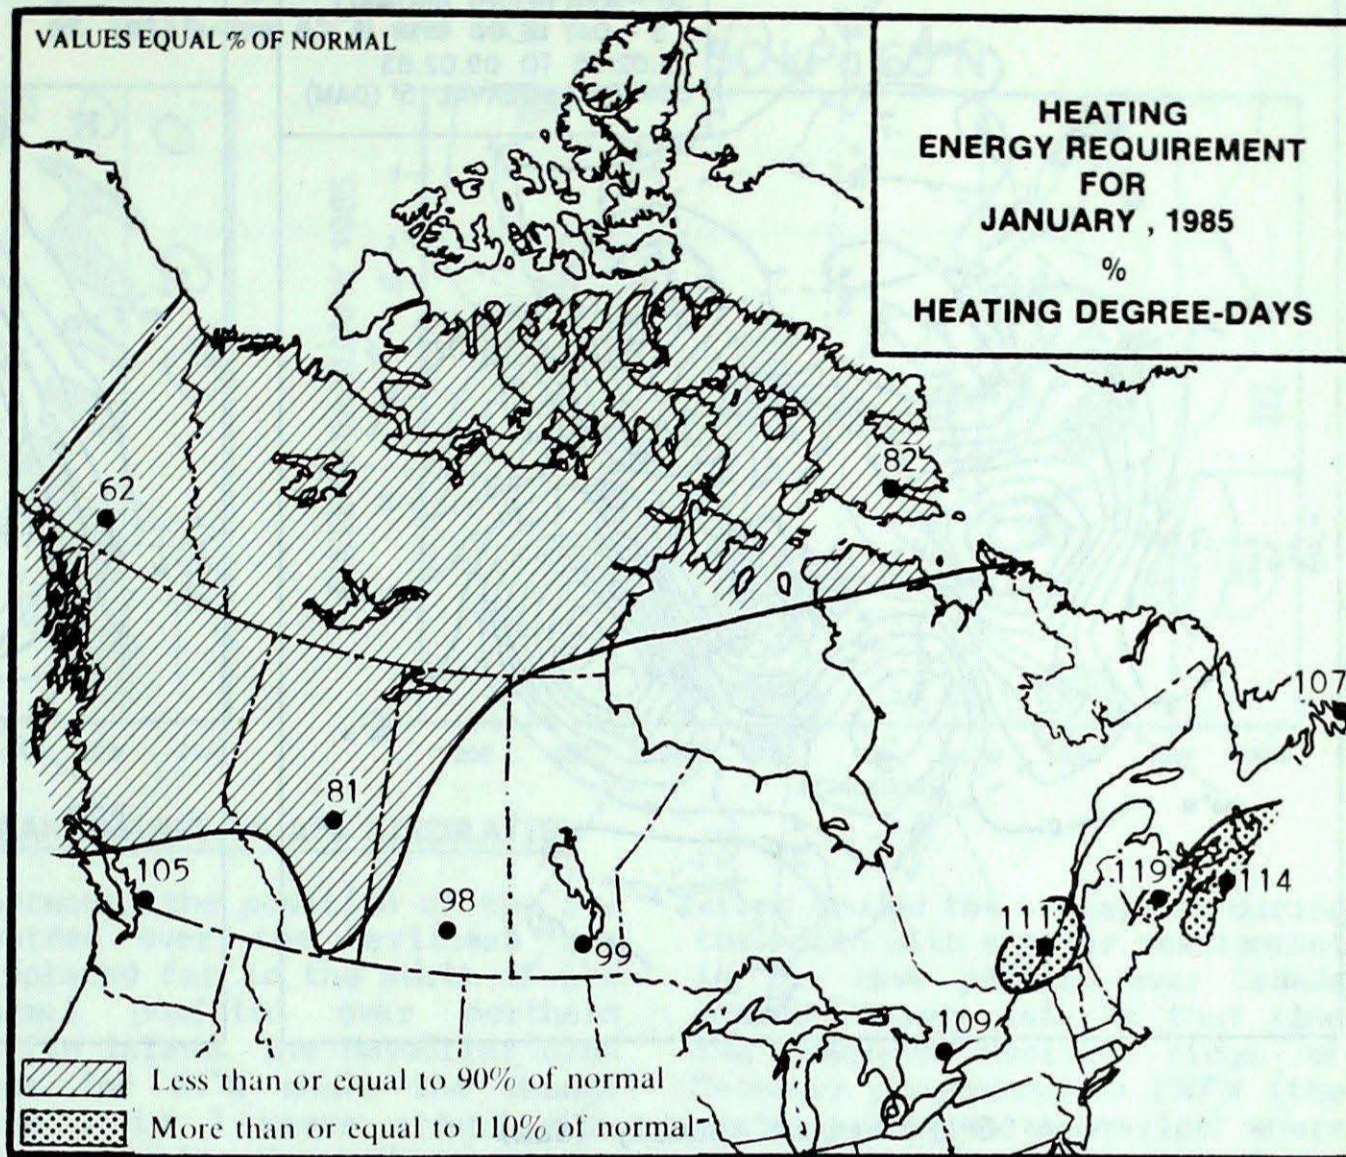 VALUES EQUAL % OF NORMAL
HEATING
ENERGY REQUIREMENT
FOR
JANUARY , 1985
%
HEATING DEGREE-DAYS
62
82
107
81
105
98
99
119
114
111
109
Less than or equal to 90% of normal
More than or equal to 110% of normal